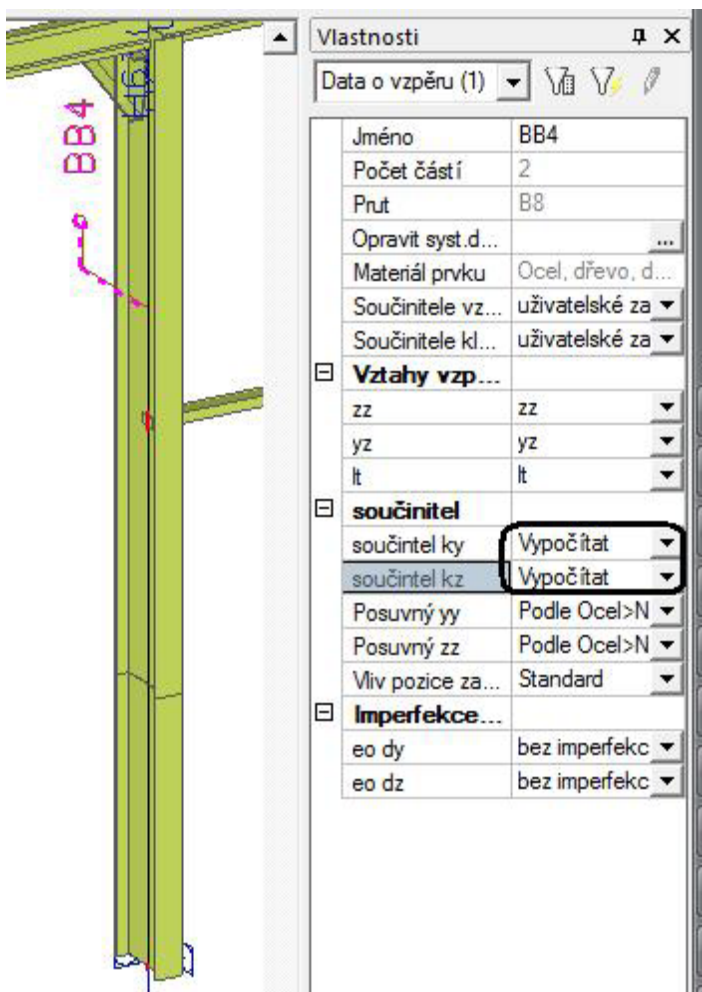 Vlastnosti
Data o vzpěru (1)
BB4
Jméno BB4
Počet částí 2
Prut B8
Opravit syst.d... ...
Materiál prvku Ocel, dřevo, d...
Součinitele vz... uživatelské za
Součinitele kl... uživatelské za
Vztahy vzp...
zz zz
yz yz
lt lt
součinitel
součintel ky Vypočítat
součintel kz Vypočítat
Posuvný yy Podle Ocel>N
Posuvný zz Podle Ocel>N
Vliv pozice za... Standard
Imperfekce...
eo dy bez imperfekc
eo dz bez imperfekc